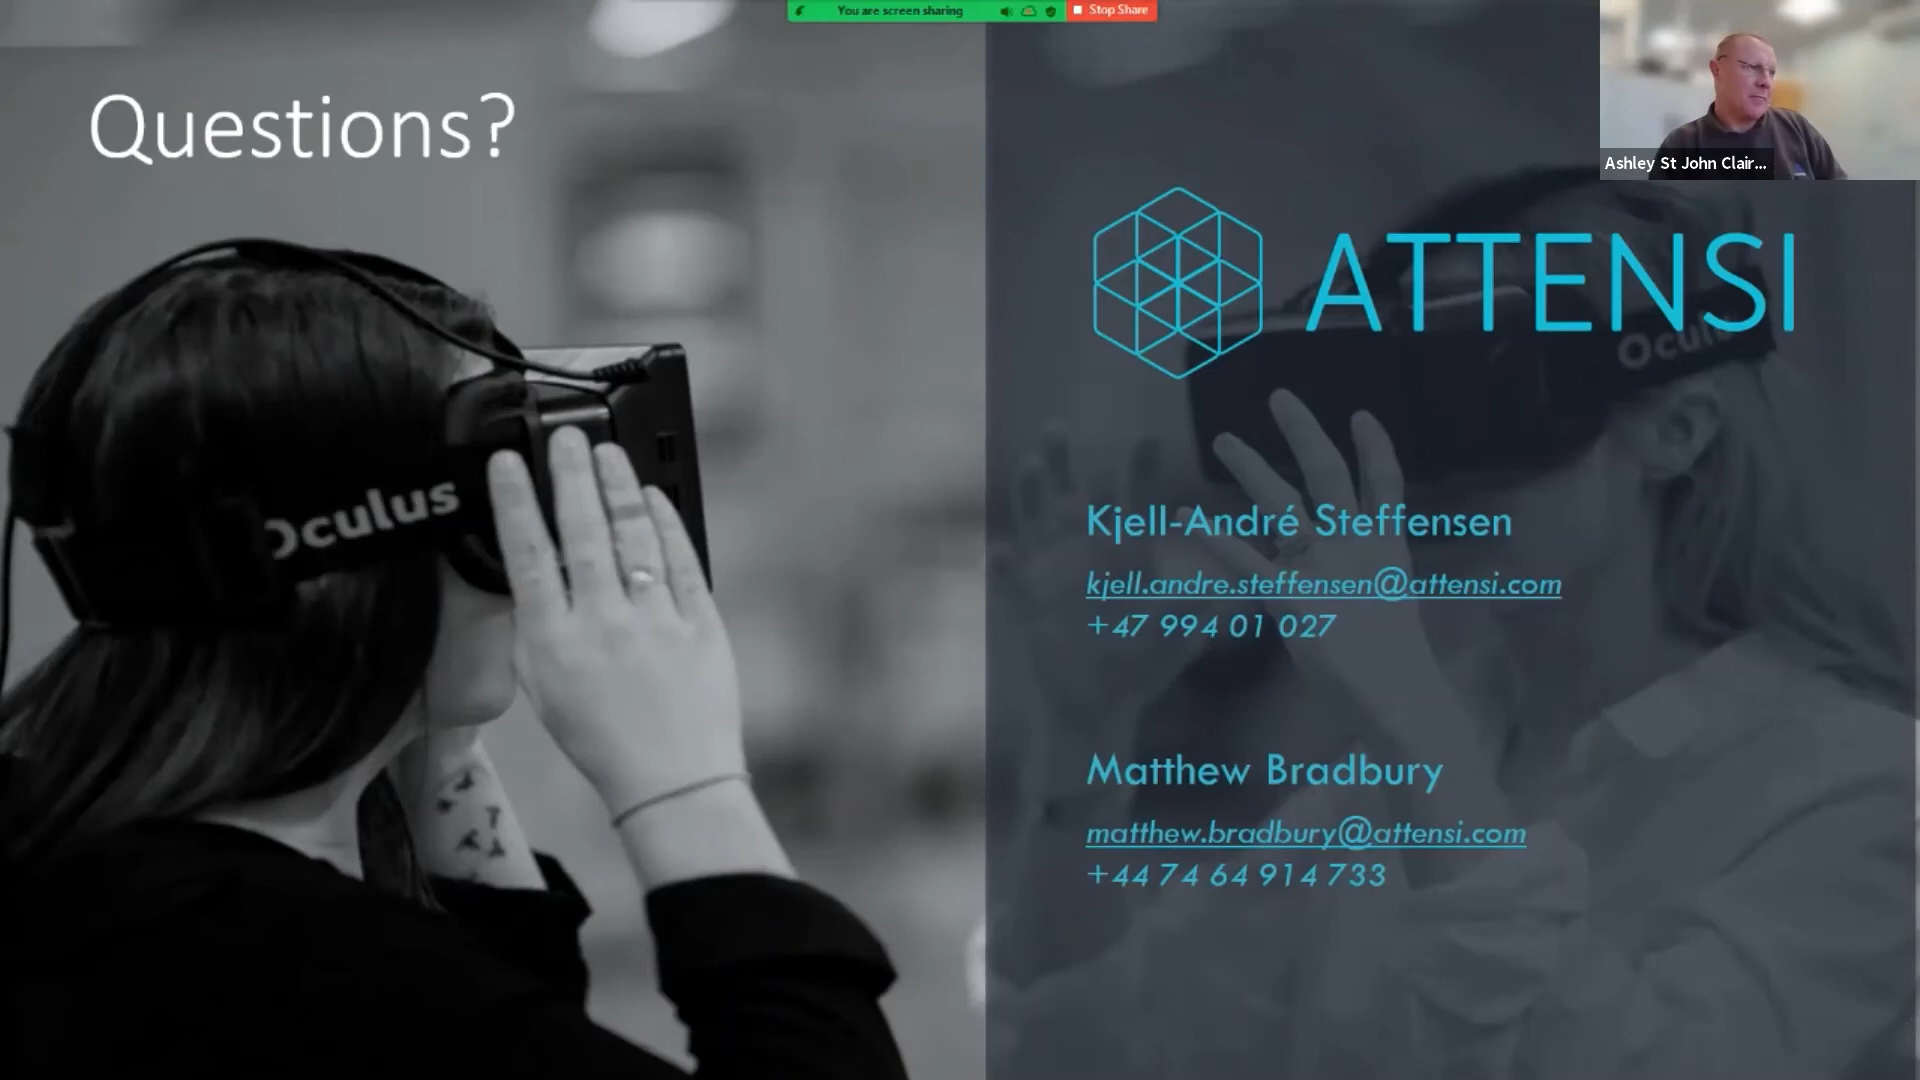 You are screen sharing
Stop Share
Questions?
Ashley St John Clair...
ATTENSI
Oculus
Kjell-André Steffensen
kjell.andre.steffensen@attensi.com
+47 994 01 027
Matthew Bradbury
matthew.bradbury@attensi.com
+44 74 64 914 733